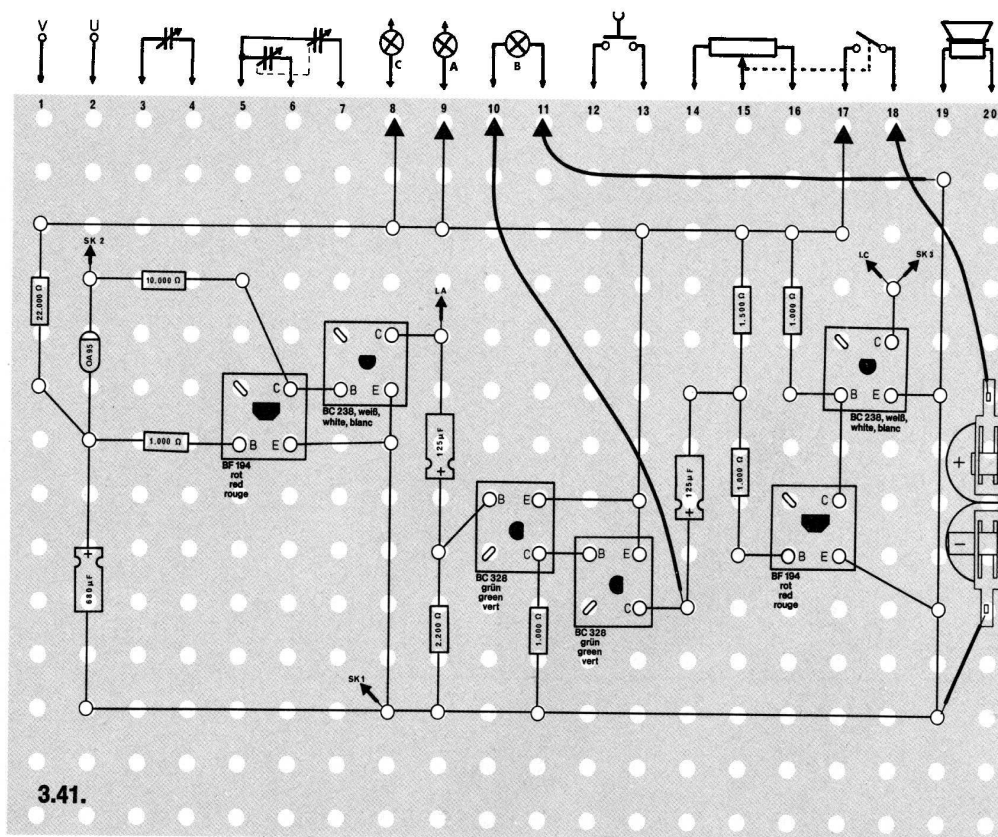 V U
C A B
1 2 3 4 5 6 7 8 9 10 11 12 13 14 15 16 17 18 19 20
SK 2
LC SK 3
22.000 Ω
10.000 Ω
LA
1.500 Ω
1.000 Ω
OA 95
C
B E
BC 238, weiß,
white, blanc
C
B E
BC 238, weiß,
white, blanc
C
B E
BF 194
rot
red
rouge
1.000 Ω
125 µF
+
125 µF
+
1.000 Ω
+
680 µF
B E
C
BC 328
grün
green
vert
B E
C
BC 328
grün
green
vert
C
B E
BF 194
rot
red
rouge
+
−
2.200 Ω
1.000 Ω
SK 1
3.41.